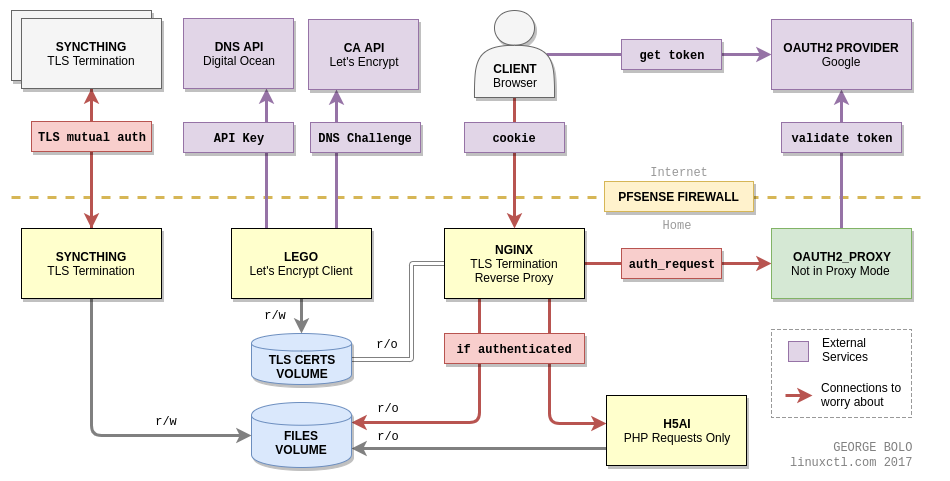 SYNCTHING
TLS Termination
DNS API
Digital Ocean
CA API
Let's Encrypt
CLIENT
Browser
get token
OAUTH2 PROVIDER
Google
TLS mutual auth
API Key
DNS Challenge
cookie
validate token
Internet
PFSENSE FIREWALL
Home
SYNCTHING
TLS Termination
LEGO
Let's Encrypt Client
NGINX
TLS Termination
Reverse Proxy
auth_request
OAUTH2_PROXY
Not in Proxy Mode
r/w
r/o
TLS CERTS
VOLUME
if authenticated
External
Services
Connections to
worry about
r/w
r/o
r/o
FILES
VOLUME
H5AI
PHP Requests Only
GEORGE BOLO
linuxctl.com 2017